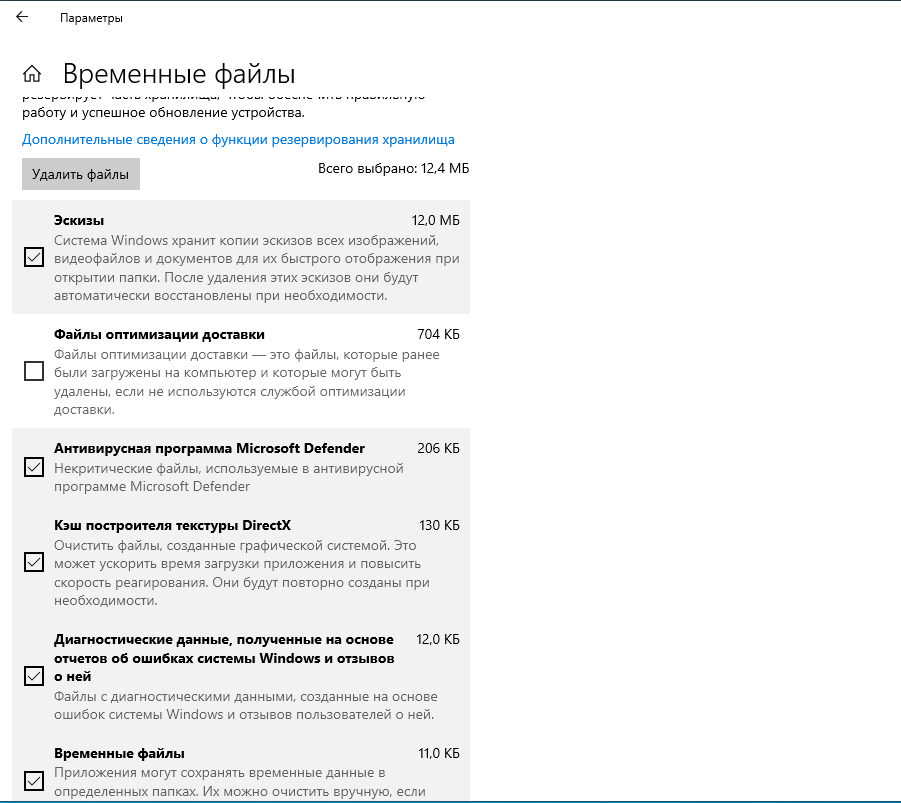 Параметры
Временные файлы
резервирует часть хранилища, чтобы обеспечить правильную
работу и успешное обновление устройства.
Дополнительные сведения о функции резервирования хранилища
Удалить файлы
Всего выбрано: 12,4 МБ
Эскизы 12,0 МБ
Система Windows хранит копии эскизов всех изображений,
видеофайлов и документов для их быстрого отображения при
открытии папки. После удаления этих эскизов они будут
автоматически восстановлены при необходимости.
Файлы оптимизации доставки 704 КБ
Файлы оптимизации доставки — это файлы, которые ранее
были загружены на компьютер и которые могут быть
удалены, если не используются службой оптимизации
доставки.
Антивирусная программа Microsoft Defender 206 КБ
Некритические файлы, используемые в антивирусной
программе Microsoft Defender
Кэш построителя текстуры DirectX 130 КБ
Очистить файлы, созданные графической системой. Это
может ускорить время загрузки приложения и повысить
скорость реагирования. Они будут повторно созданы при
необходимости.
Диагностические данные, полученные на основе 12,0 КБ
отчетов об ошибках системы Windows и отзывов
о ней
Файлы с диагностическими данными, созданные на основе
ошибок системы Windows и отзывов пользователей о ней.
Временные файлы 11,0 КБ
Приложения могут сохранять временные данные в
определенных папках. Их можно очистить вручную, если